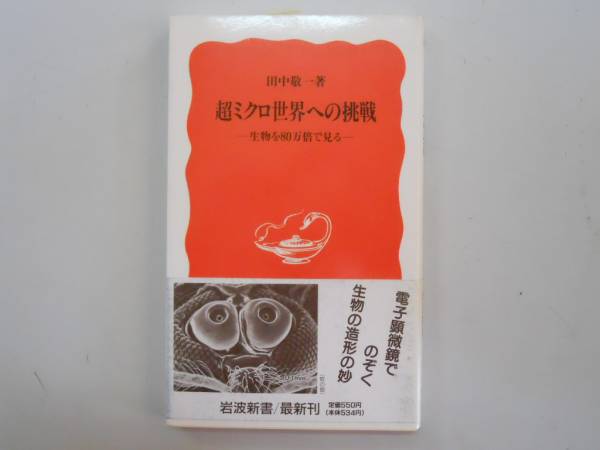 田中敬一著
超ミクロ世界への挑戦
―生物を80万倍で見る―
電子顕微鏡で
のぞく
生物の造形の妙
岩波新書/最新刊
定価550円
(本体534円)